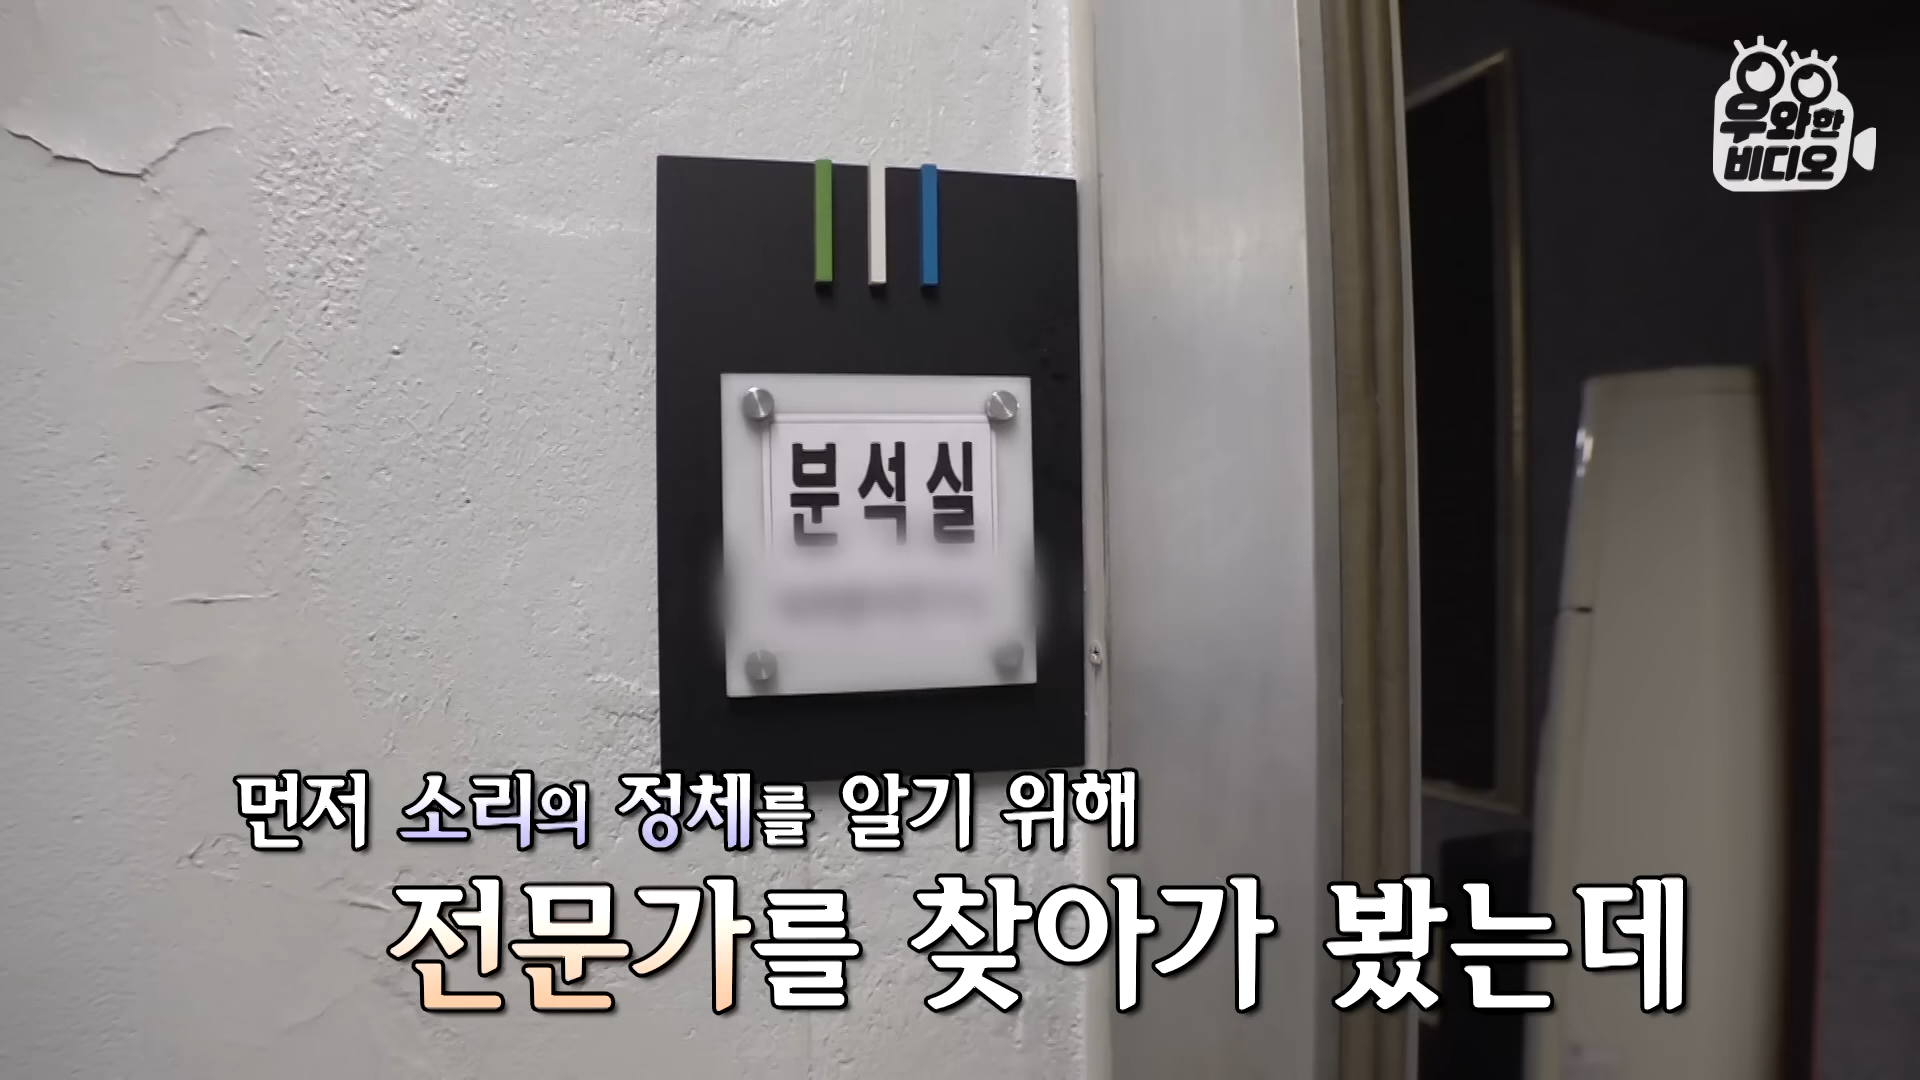 우와한
비디오
분석실
먼저 소리의 정체를 알기 위해
전문가를 찾아가 봤는데